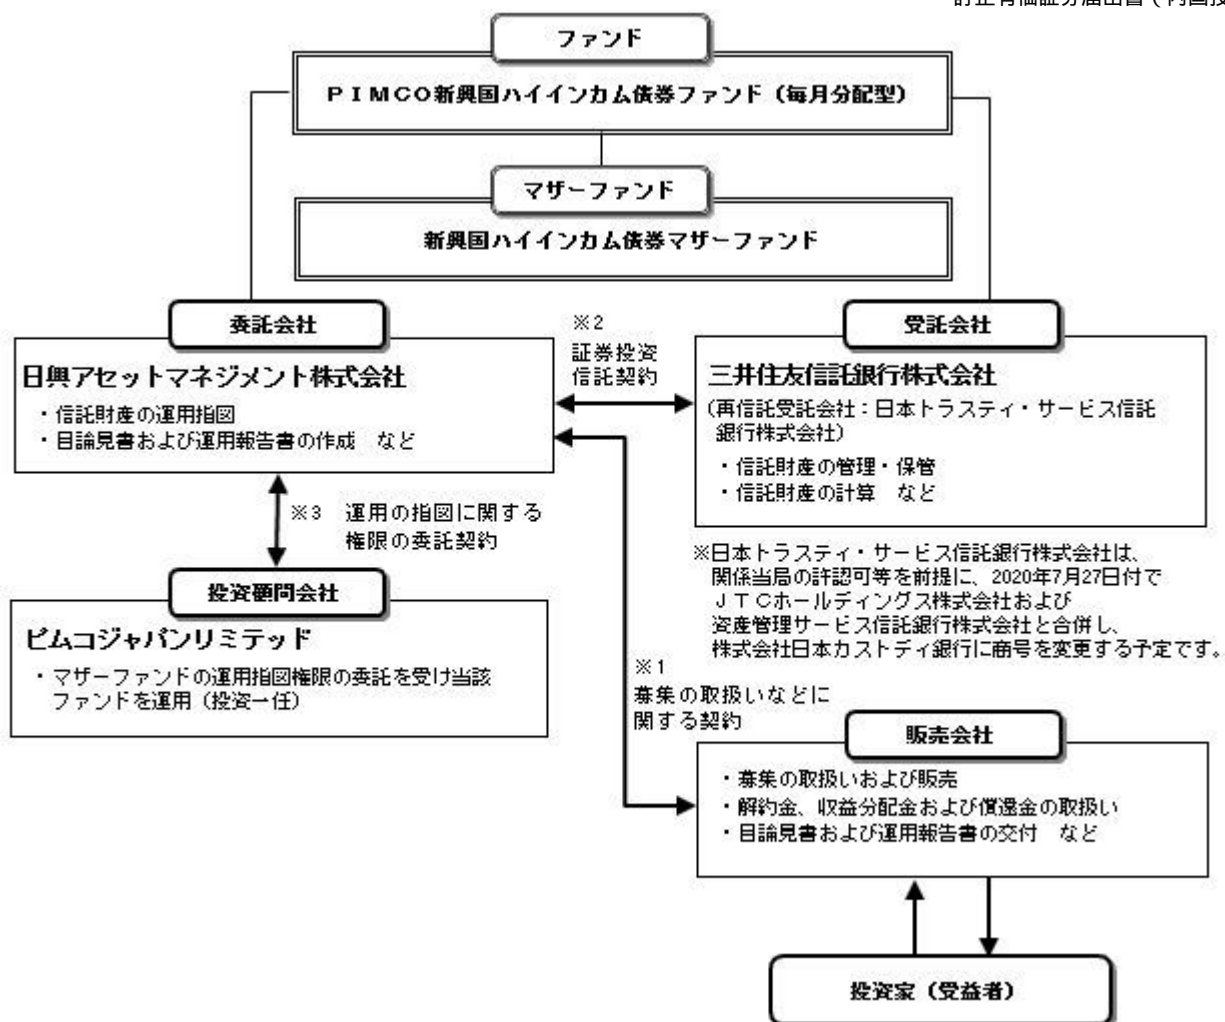 ファンド
ＰＩＭＣＯ新興国ハイインカム債券ファンド（毎月分配型）
マザーファンド
新興国ハイインカム債券マザーファンド
委託会社
日興アセットマネジメント株式会社
・信託財産の運用指図
・目論見書および運用報告書の作成　など
※2
証券投資
信託契約
受託会社
三井住友信託銀行株式会社
（再信託受託会社：日本トラスティ・サービス信託
銀行株式会社）
・信託財産の管理・保管
・信託財産の計算　など
※3　運用の指図に関する
権限の委託契約
※日本トラスティ・サービス信託銀行株式会社は、
関係当局の許認可等を前提に、2020年7月27日付で
ＪＴＣホールディングス株式会社および
資産管理サービス信託銀行株式会社と合併し、
株式会社日本カストディ銀行に商号を変更する予定です。
投資顧問会社
ピムコジャパンリミテッド
・マザーファンドの運用指図権限の委託を受け当該
ファンドを運用（投資一任）
※1
募集の取扱いなどに
関する契約
販売会社
・募集の取扱いおよび販売
・解約金、収益分配金および償還金の取扱い
・目論見書および運用報告書の交付　など
投資家（受益者）